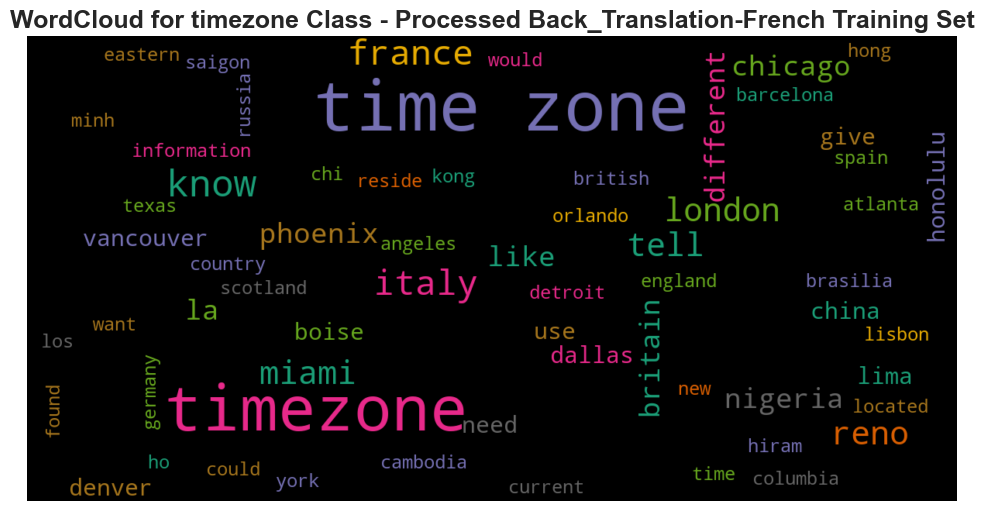 WordCloud for timezone Class - Processed Back_Translation-French Training Set
eastern
saigon
france
would
hong
chicago
russia
time zone
different
barcelona
minh
information
give
spain
honolulu
know
chi
reside
kong
british
texas
orlando
london
atlanta
vancouver
phoenix
angeles
like
tell
country
scotland
italy
detroit
england
brasilia
la
want
boise
use
britain
china
lisbon
los
miami
dallas
germany
timezone
found
need
new
nigeria
lima
located
reno
ho
could
cambodia
hiram
denver
york
current
time
columbia